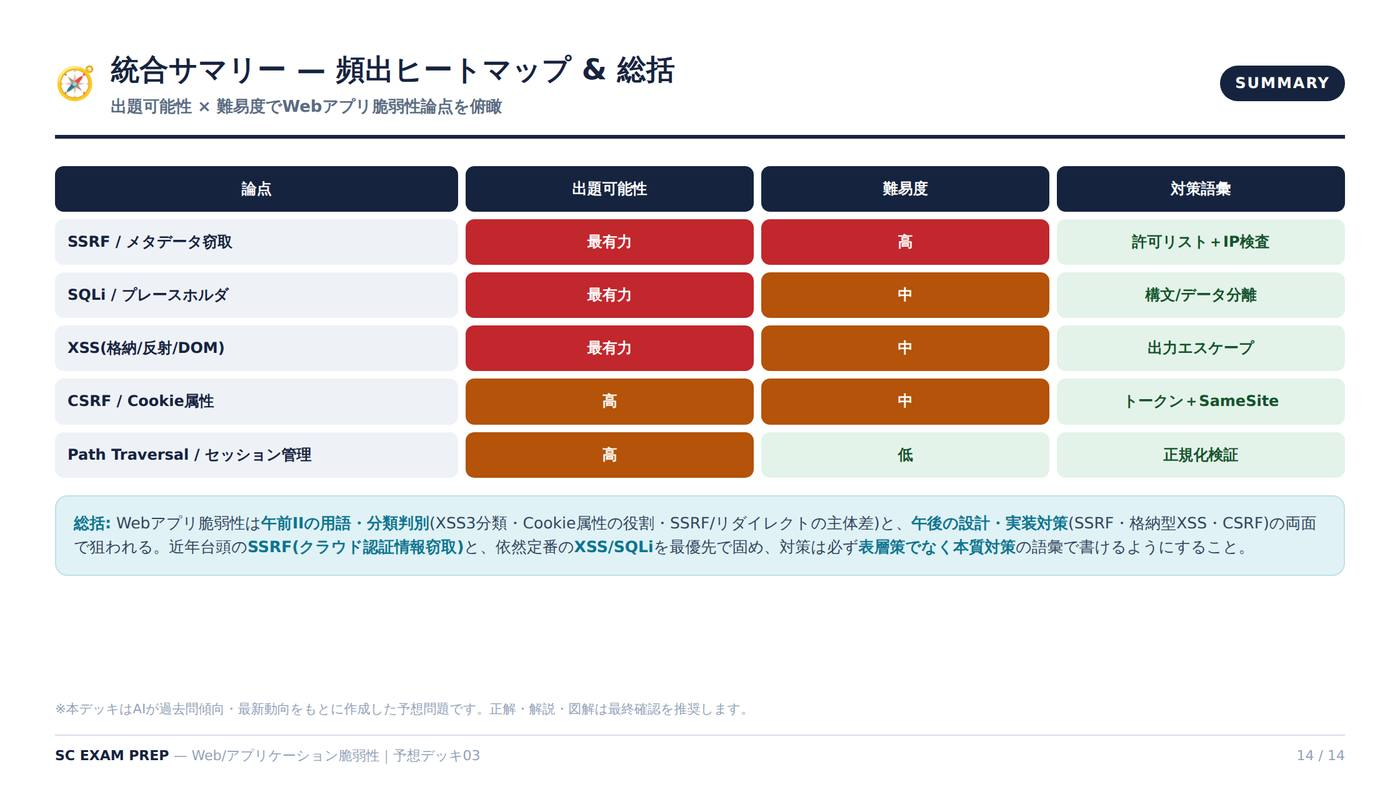 統合サマリー — 頻出ヒートマップ & 総括
出題可能性 × 難易度でWebアプリ脆弱性論点を俯瞰
SUMMARY
論点 出題可能性 難易度 対策語彙
SSRF / メタデータ窃取 最有力 高 許可リスト＋IP検査
SQLi / プレースホルダ 最有力 中 構文/データ分離
XSS(格納/反射/DOM) 最有力 中 出力エスケープ
CSRF / Cookie属性 高 中 トークン＋SameSite
Path Traversal / セッション管理 高 低 正規化検証
総括: Webアプリ脆弱性は午前IIの用語・分類判別(XSS3分類・Cookie属性の役割・SSRF/リダイレクトの主体差)と、午後の設計・実装対策(SSRF・格納型XSS・CSRF)の両面
で狙われる。近年台頭のSSRF(クラウド認証情報窃取)と、依然定番のXSS/SQLiを最優先で固め、対策は必ず表層策でなく本質対策の語彙で書けるようにすること。
※本デッキはAIが過去問傾向・最新動向をもとに作成した予想問題です。正解・解説・図解は最終確認を推奨します。
SC EXAM PREP — Web/アプリケーション脆弱性｜予想デッキ03
14 / 14